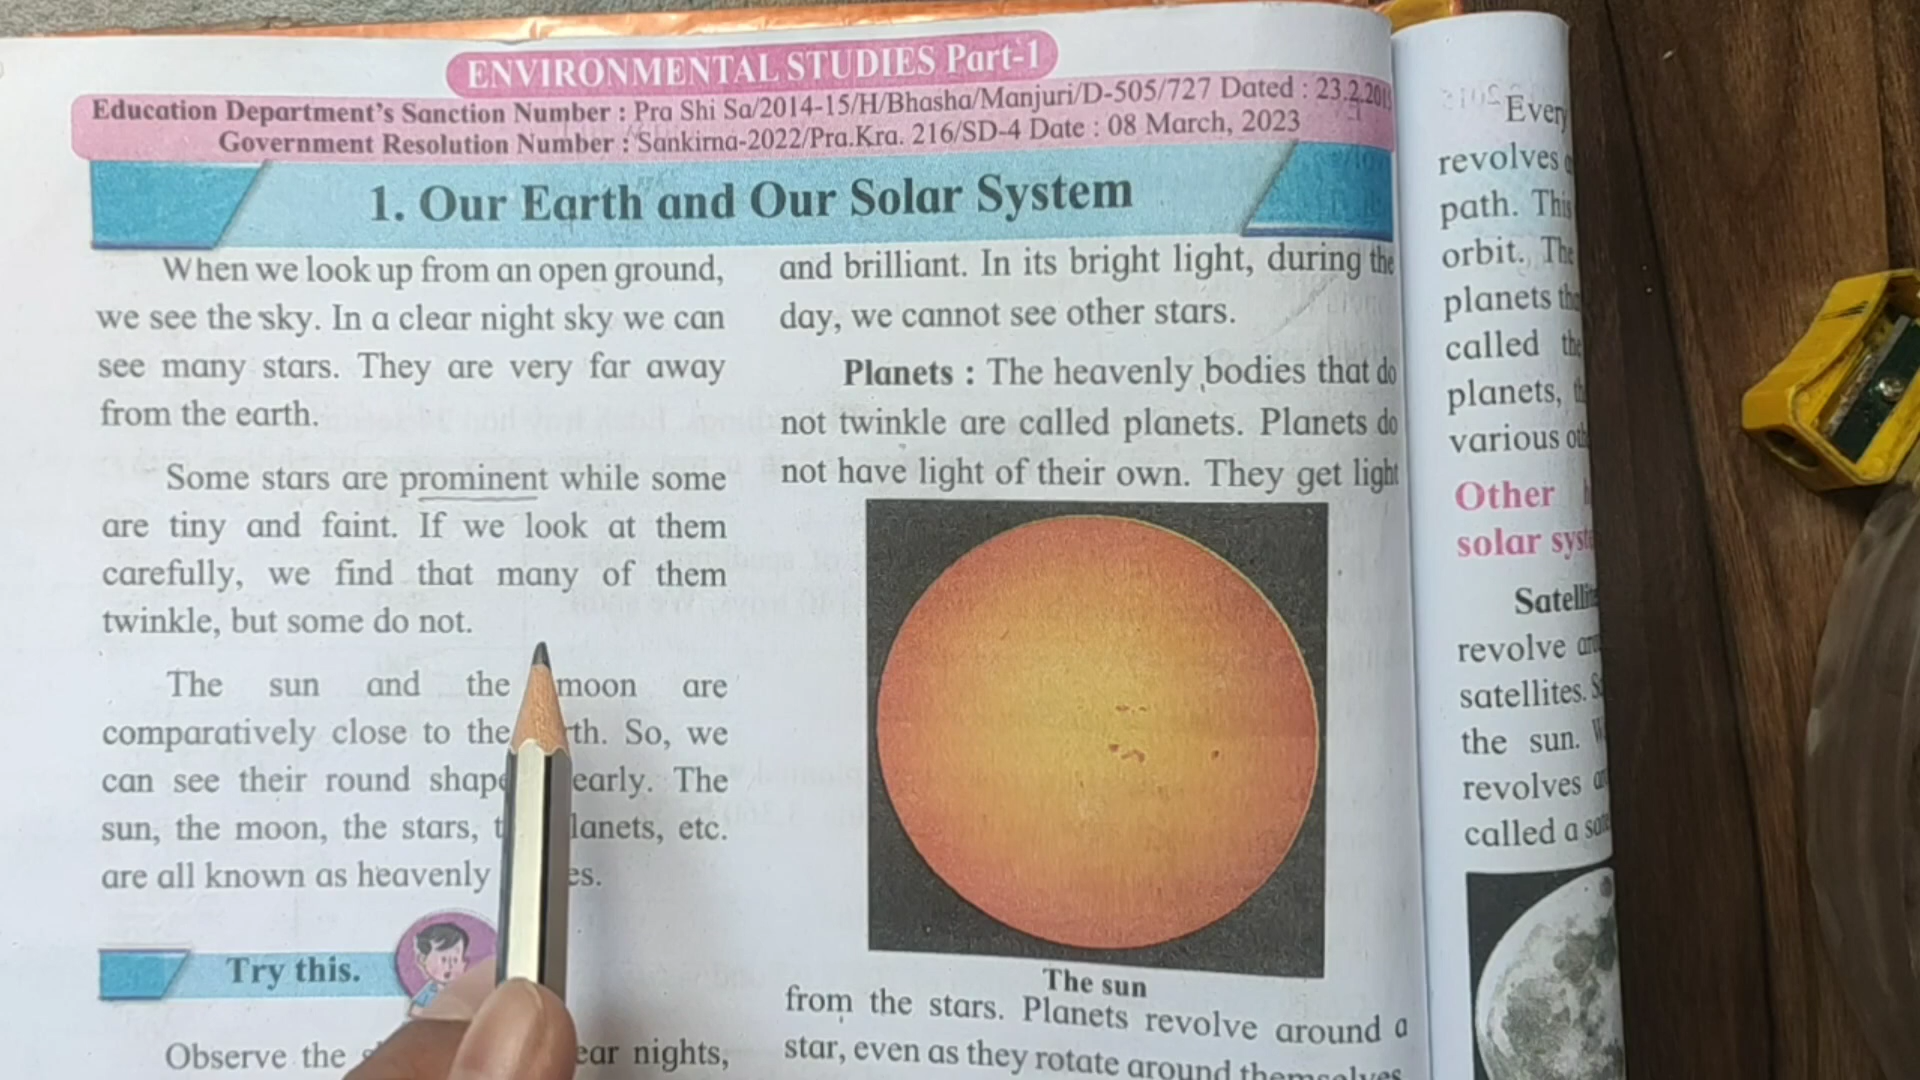 ENVIRONMENTAL STUDIES Part-1
Education Department's Sanction Number : Pra Shi Sa/2014-15/H/Bhasha/Manjuri/D-505/727 Dated : 23.2.201
Government Resolution Number : Sankirna-2022/Pra.Kra. 216/SD-4 Date : 08 March, 2023
1. Our Earth and Our Solar System
When we look up from an open ground,
we see the sky. In a clear night sky we can
see many stars. They are very far away
from the earth.
Some stars are prominent while some
are tiny and faint. If we look at them
carefully, we find that many of them
twinkle, but some do not.
The sun and the moon are
comparatively close to the rth. So, we
can see their round shape early. The
sun, the moon, the stars, t lanets, etc.
are all known as heavenly es.
Try this.
Observe the ear nights,
and brilliant. In its bright light, during the
day, we cannot see other stars.
Planets : The heavenly bodies that do
not twinkle are called planets. Planets do
not have light of their own. They get light
The sun
from the stars. Planets revolve around a
star, even as they rotate around themselves
Every
revolves
path. This
orbit. The
planets
called the
planets,
various
Other
solar
revolve
satellites.
the sun.
revolves
called a